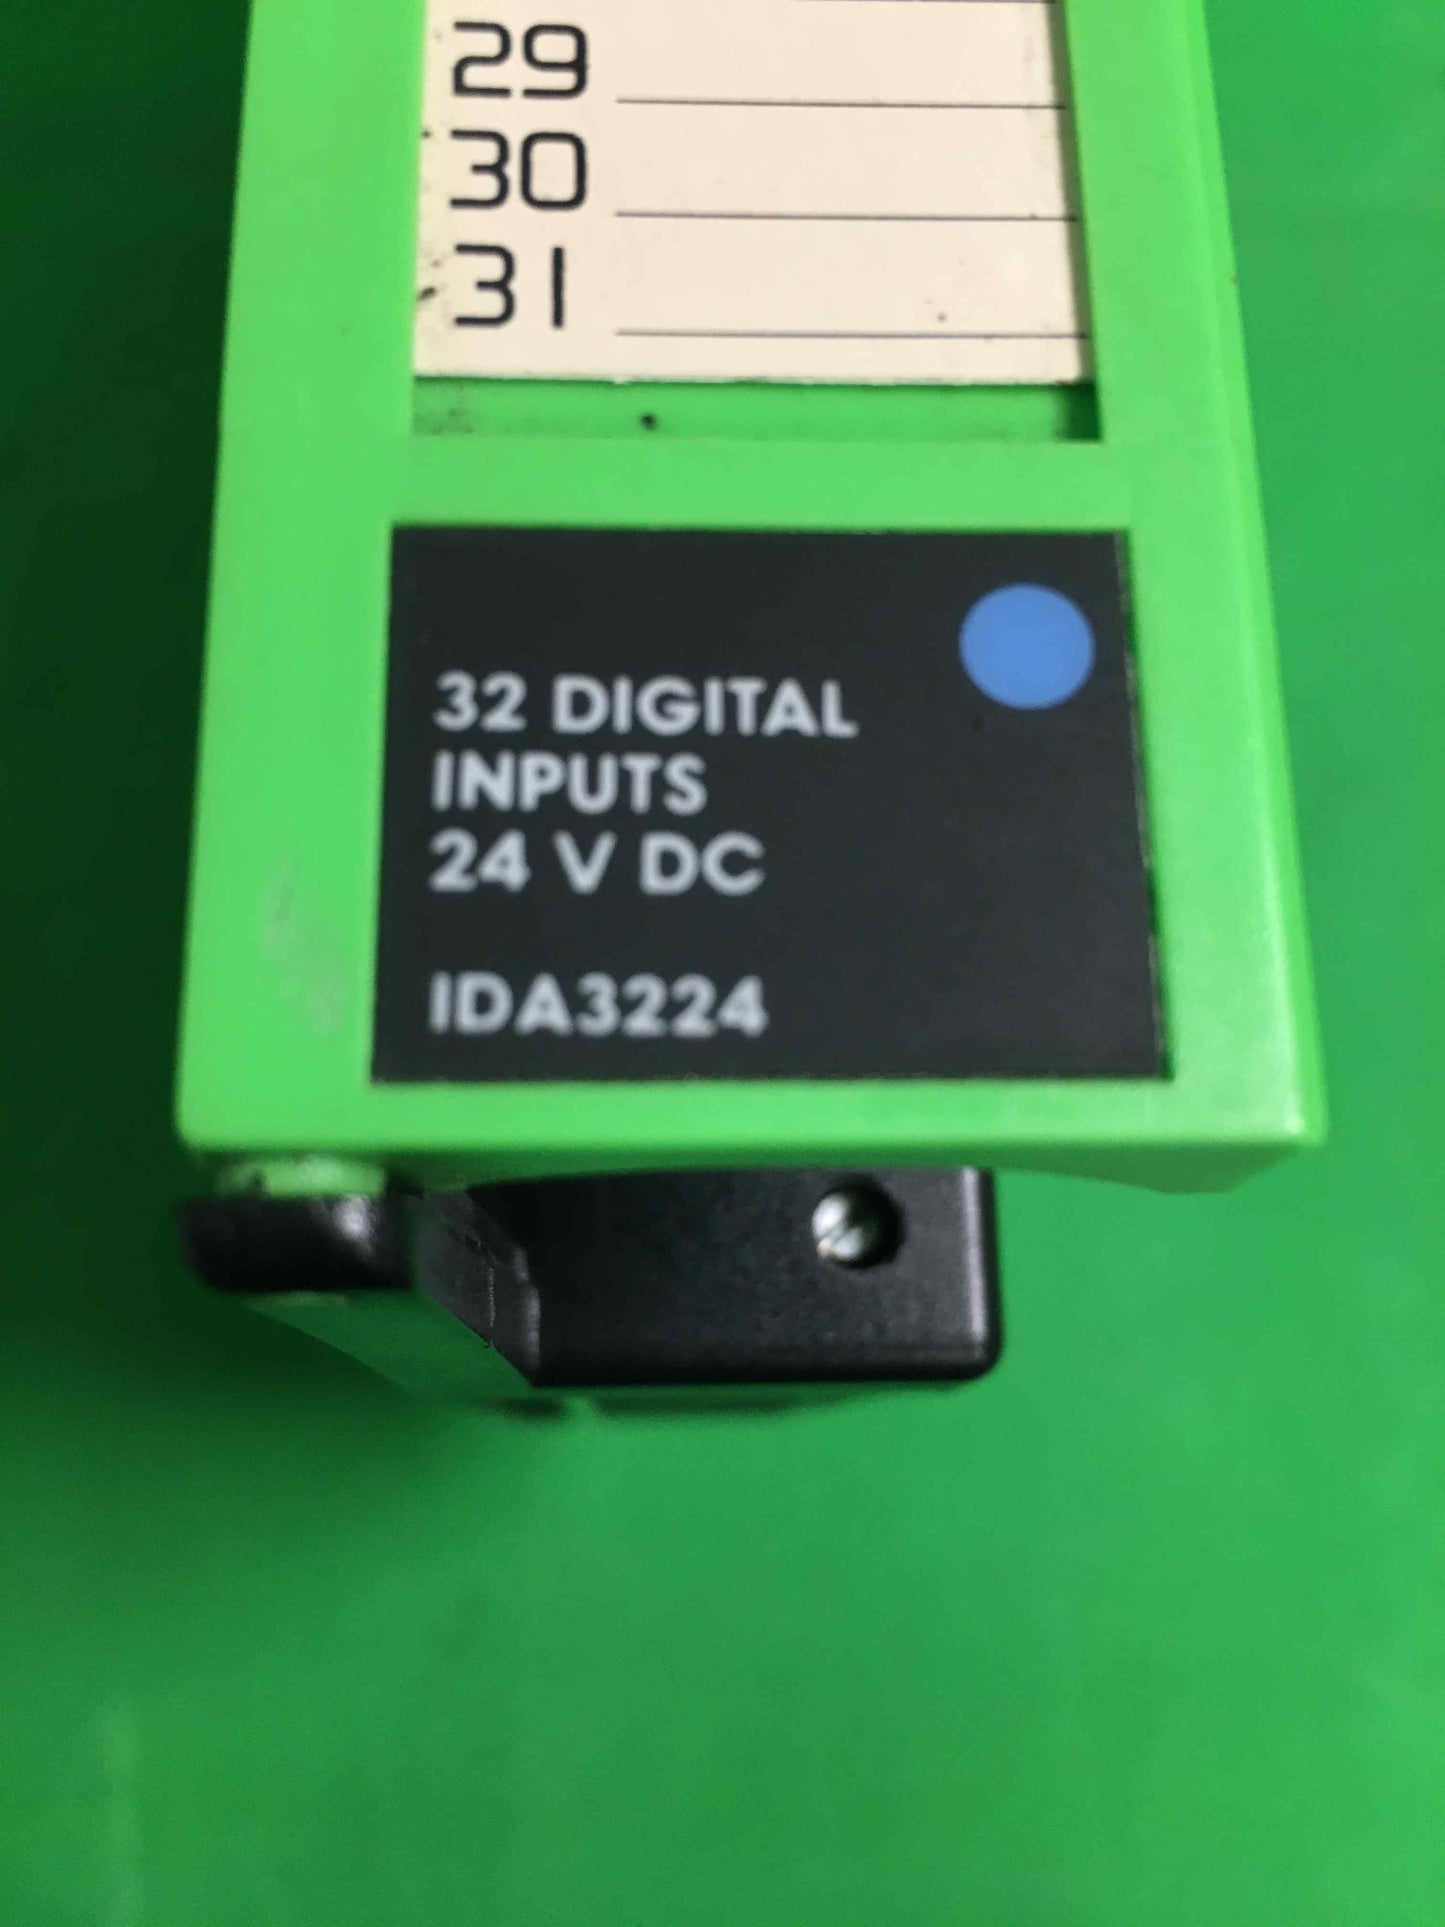 29
30
31
32 DIGITAL
INPUTS
24 V DC
IDA3224